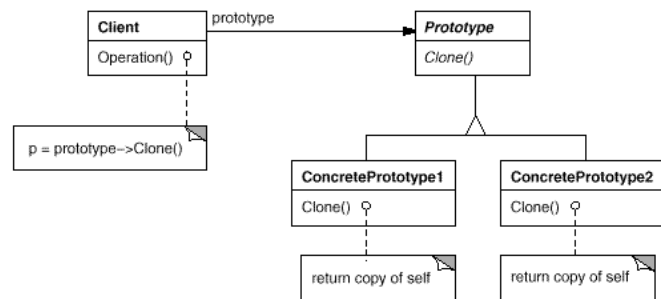 Client
prototype
Prototype
Operation()
Clone()
p = prototype->Clone()
ConcretePrototype1
ConcretePrototype2
Clone()
Clone()
return copy of self
return copy of self